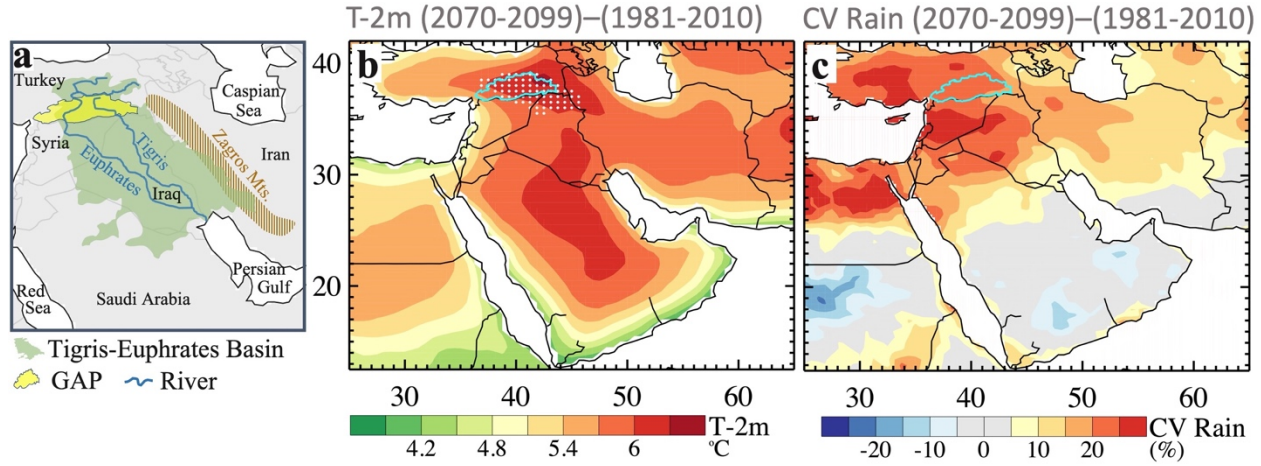 T-2m (2070-2099)–(1981-2010)
CV Rain (2070-2099)–(1981-2010)
a
Turkey
Caspian
Sea
Syria
Tigris
Zagros Mts.
Euphrates
Iran
Iraq
Persian
Gulf
Red
Sea
Saudi Arabia
Tigris-Euphrates Basin
GAP
River
b
40
30
20
30 40 50 60
4.2 4.8 5.4 6
T-2m
°C
c
30 40 50 60
-20 -10 0 10 20
CV Rain
(%)